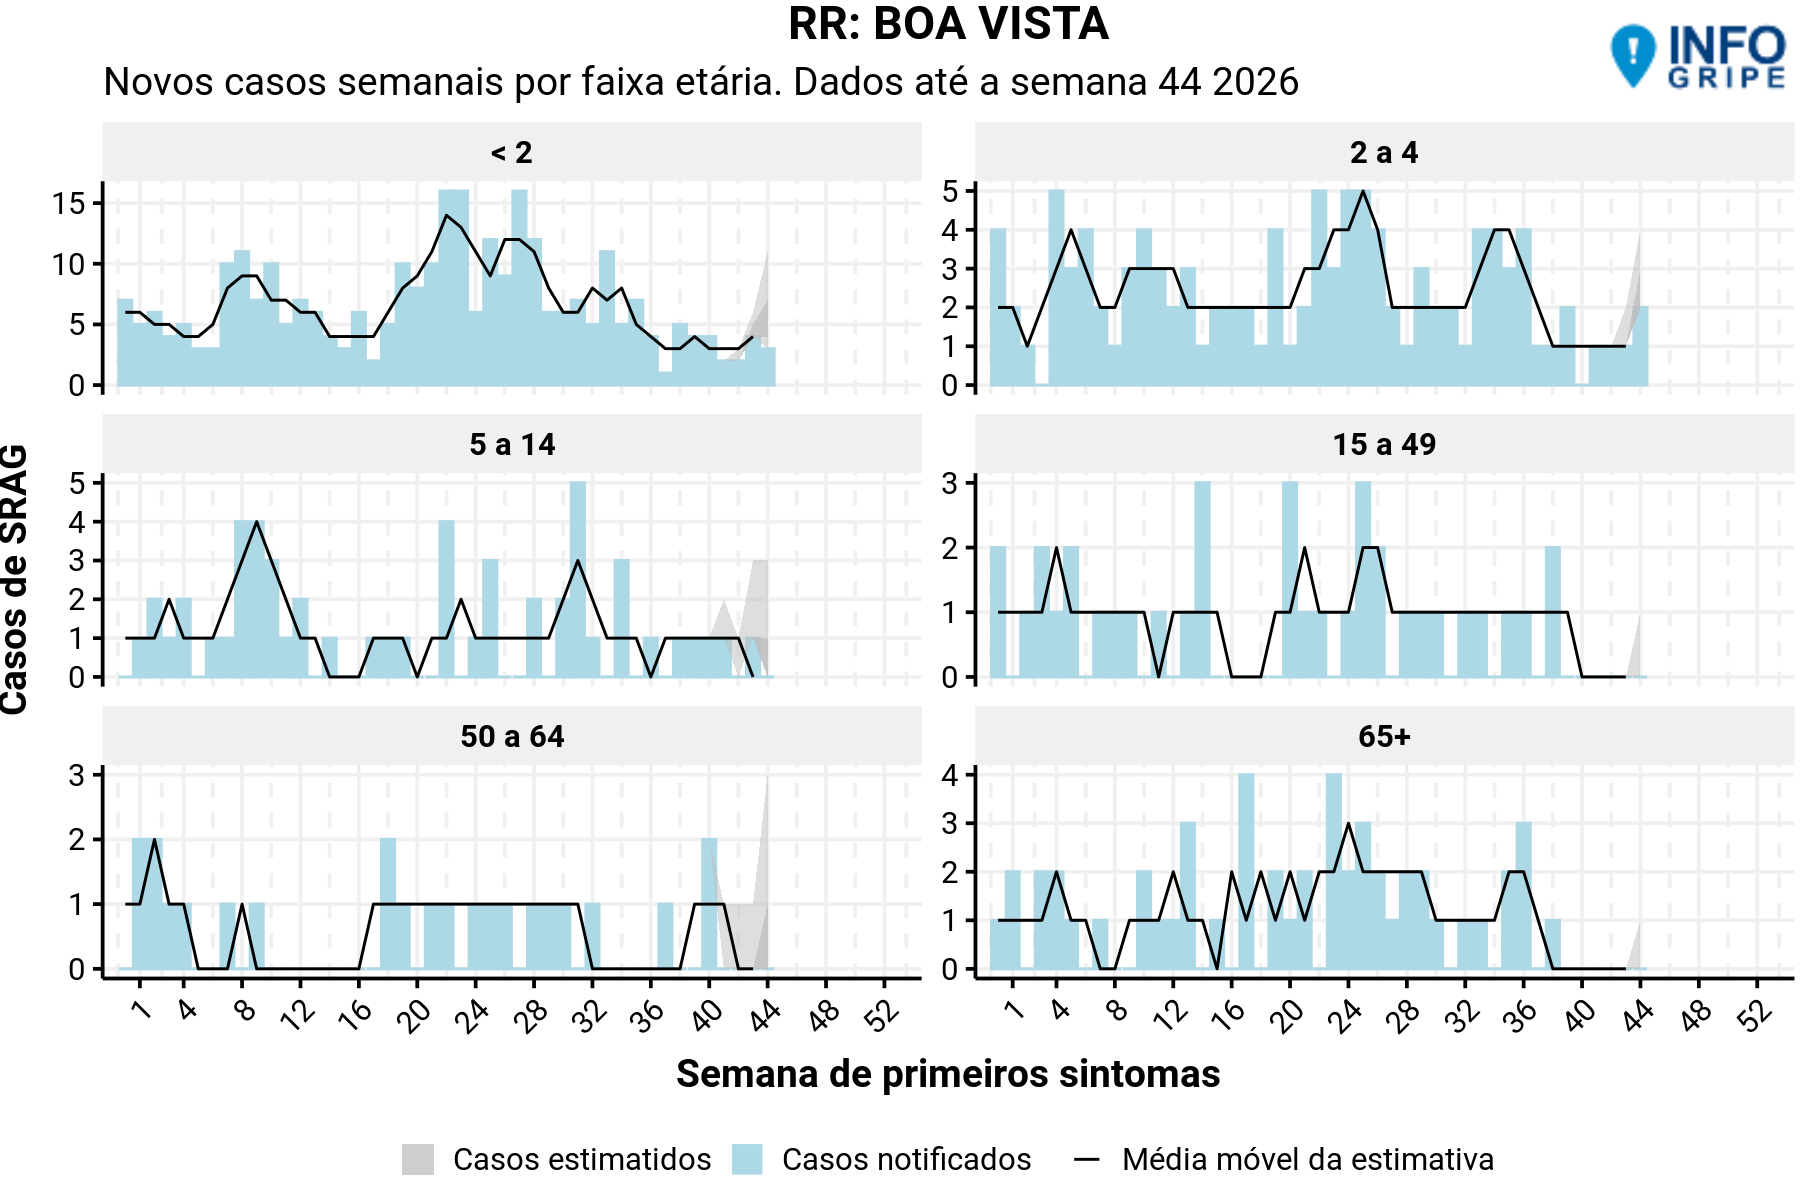 RR: BOA VISTA
INFO
GRIPE
Novos casos semanais por faixa etária. Dados até a semana 44 2026
< 2
2 a 4
15
10
5
0
5
4
3
2
1
0
5 a 14
15 a 49
5
4
3
2
1
0
3
2
1
0
Casos de SRAG
50 a 64
65+
3
2
1
0
4
3
2
1
0
1 4 8 12 16 20 24 28 32 36 40 44 48 52
1 4 8 12 16 20 24 28 32 36 40 44 48 52
Semana de primeiros sintomas
Casos estimatidos Casos notificados Média móvel da estimativa